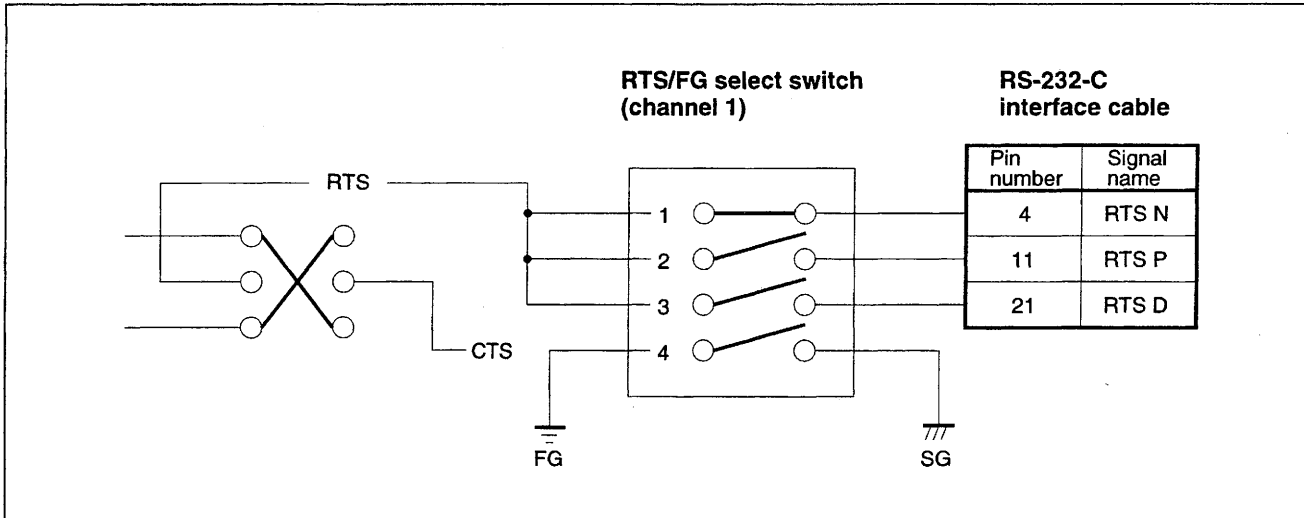 RTS/FG select switch
(channel 1)
RS-232-C
interface cable
Pin number
Signal name
4
RTS N
11
RTS P
21
RTS D
RTS
1
2
3
4
CTS
FG
SG